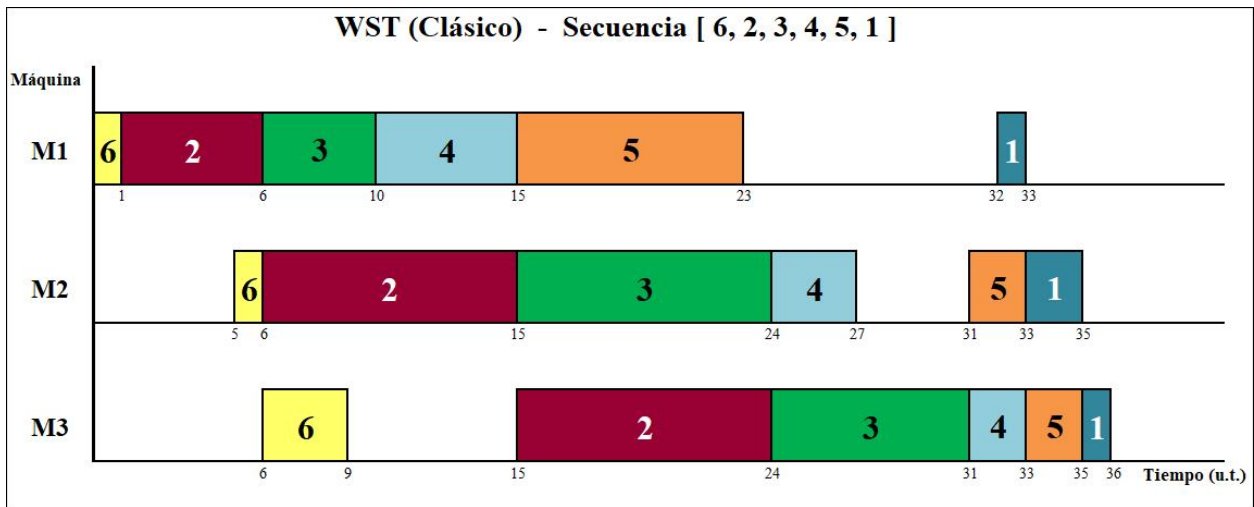 WST (Clásico) - Secuencia [ 6, 2, 3, 4, 5, 1 ]
Máquina
M1 6 2 3 4 5 1
1 6 10 15 23 32 33
M2 6 2 3 4 5 1
5 6 15 24 27 31 33 35
M3 6 2 3 4 5 1
6 9 15 24 31 33 35 36 Tiempo (u.t.)